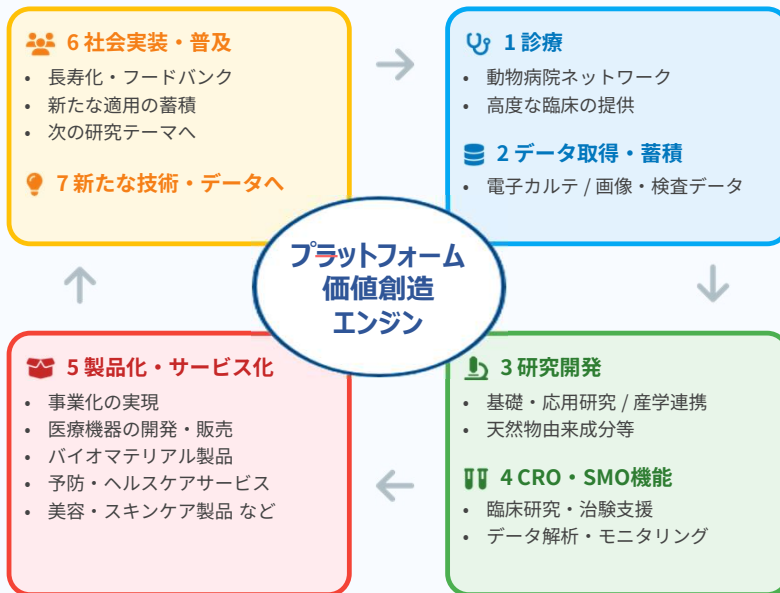 6 社会実装・普及
• 長寿化・フードバンク
• 新たな適用の蓄積
• 次の研究テーマへ
7 新たな技術・データへ
1 診療
• 動物病院ネットワーク
• 高度な臨床の提供
2 データ取得・蓄積
• 電子カルテ / 画像・検査データ
プラットフォーム
価値創造
エンジン
5 製品化・サービス化
• 事業化の実現
• 医療機器の開発・販売
• バイオマテリアル製品
• 予防・ヘルスケアサービス
• 美容・スキンケア製品 など
3 研究開発
• 基礎・応用研究 / 産学連携
• 天然物由来成分等
4 CRO・SMO機能
• 臨床研究・治験支援
• データ解析・モニタリング